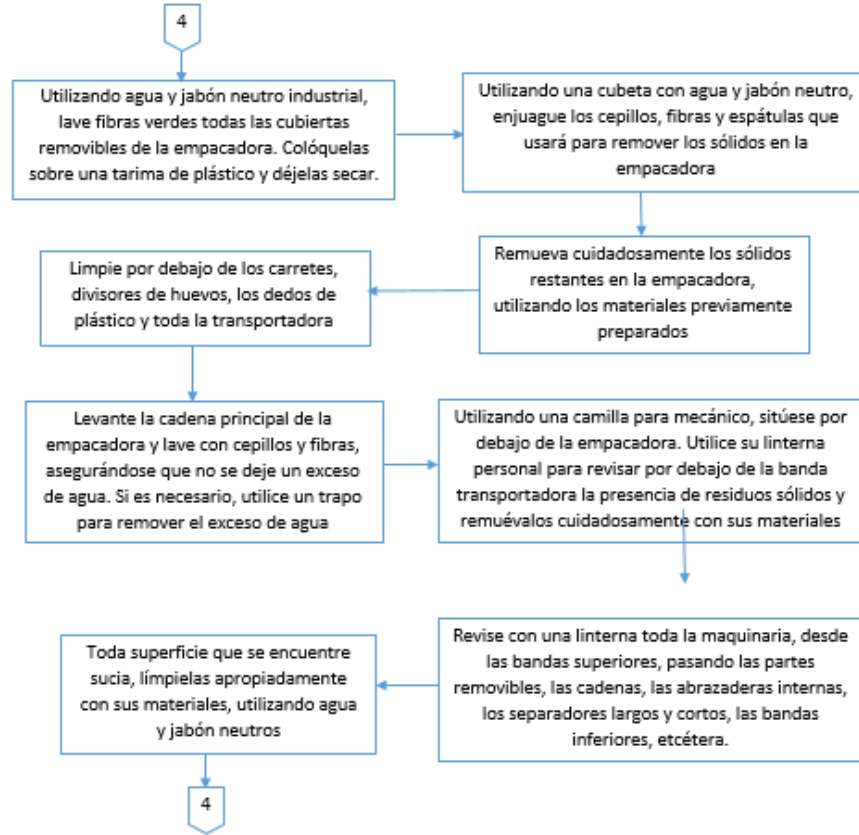 4
Utilizando agua y jabón neutro industrial,
lave fibras verdes todas las cubiertas
removibles de la empacadora. Colóquelas
sobre una tarima de plástico y déjelas secar.
Utilizando una cubeta con agua y jabón neutro,
enjuague los cepillos, fibras y espátulas que
usará para remover los sólidos en la
empacadora
Remueva cuidadosamente los sólidos
restantes en la empacadora,
utilizando los materiales previamente
preparados
Limpie por debajo de los carretes,
divisores de huevos, los dedos de
plástico y toda la transportadora
Levante la cadena principal de la
empacadora y lave con cepillos y fibras,
asegurándose que no se deje un exceso
de agua. Si es necesario, utilice un trapo
para remover el exceso de agua
Utilizando una camilla para mecánico, sitúese por
debajo de la empacadora. Utilice su linterna
personal para revisar por debajo de la banda
transportadora la presencia de residuos sólidos y
remuévalos cuidadosamente con sus materiales
Revise con una linterna toda la maquinaria, desde
las bandas superiores, pasando las partes
removibles, las cadenas, las abrazaderas internas,
los separadores largos y cortos, las bandas
inferiores, etcétera.
Toda superficie que se encuentre
sucia, límpielas apropiadamente
con sus materiales, utilizando agua
y jabón neutros
4